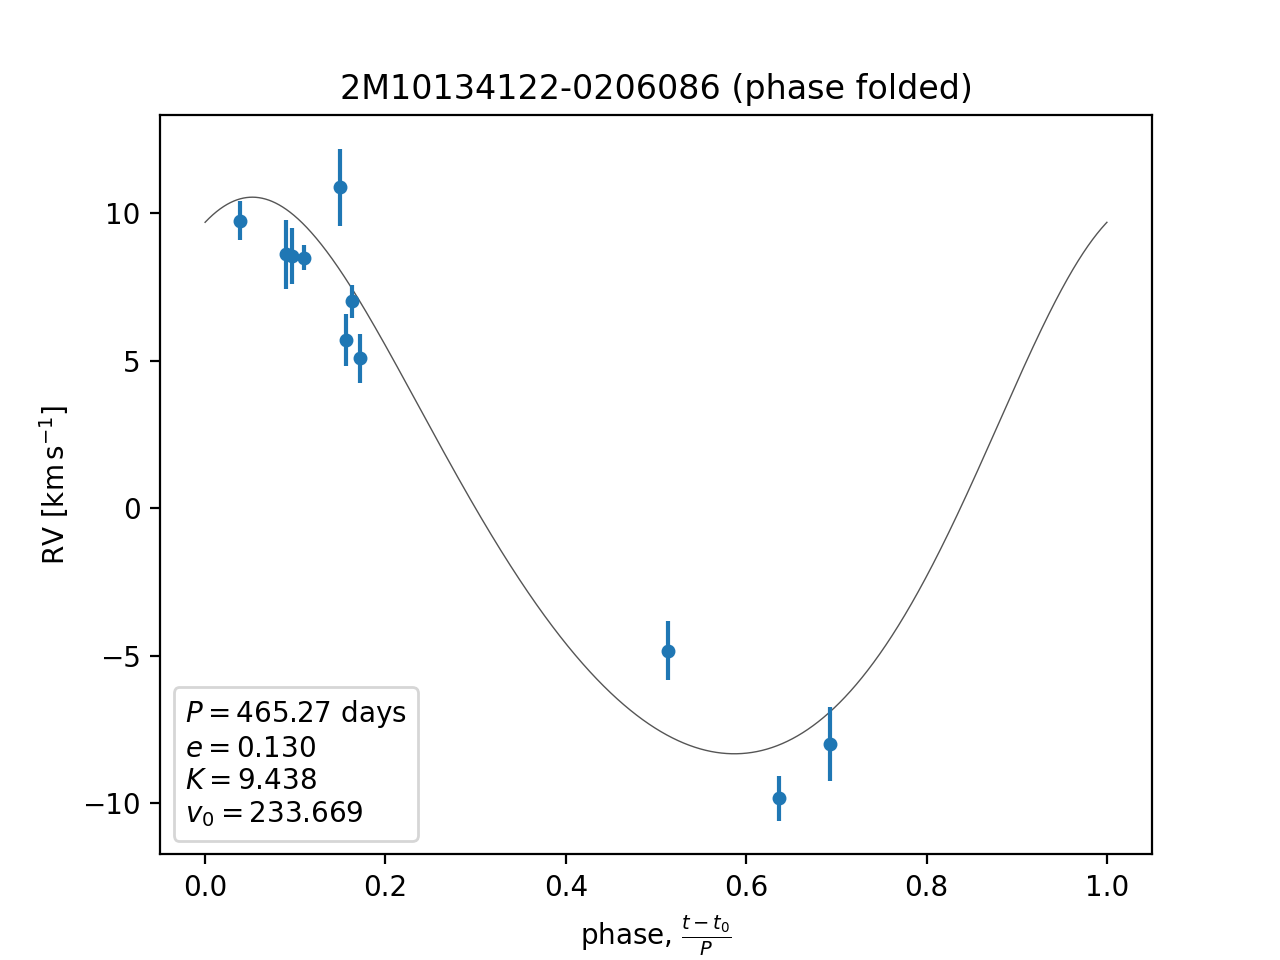 2M10134122-0206086 (phase folded)
RV [km s⁻¹]
10
5
0
−5
−10
P = 465.27 days
e = 0.130
K = 9.438
v₀ = 233.669
0.0 0.2 0.4 0.6 0.8 1.0
phase, (t − t₀)/P